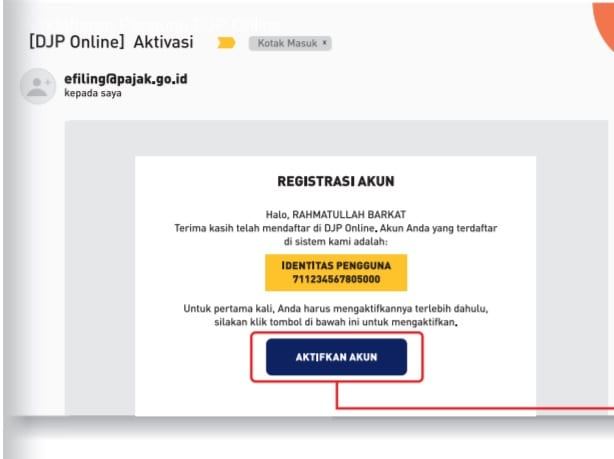 [DJP Online] Aktivasi
Kotak Masuk x
efiling@pajak.go.id
kepada saya
REGISTRASI AKUN
Halo, RAHMATULLAH BARKAT
Terima kasih telah mendaftar di DJP Online. Akun Anda yang terdaftar
di sistem kami adalah:
IDENTITAS PENGGUNA
711234567805000
Untuk pertama kali, Anda harus mengaktifkannya terlebih dahulu,
silakan klik tombol di bawah ini untuk mengaktifkan.
AKTIFKAN AKUN